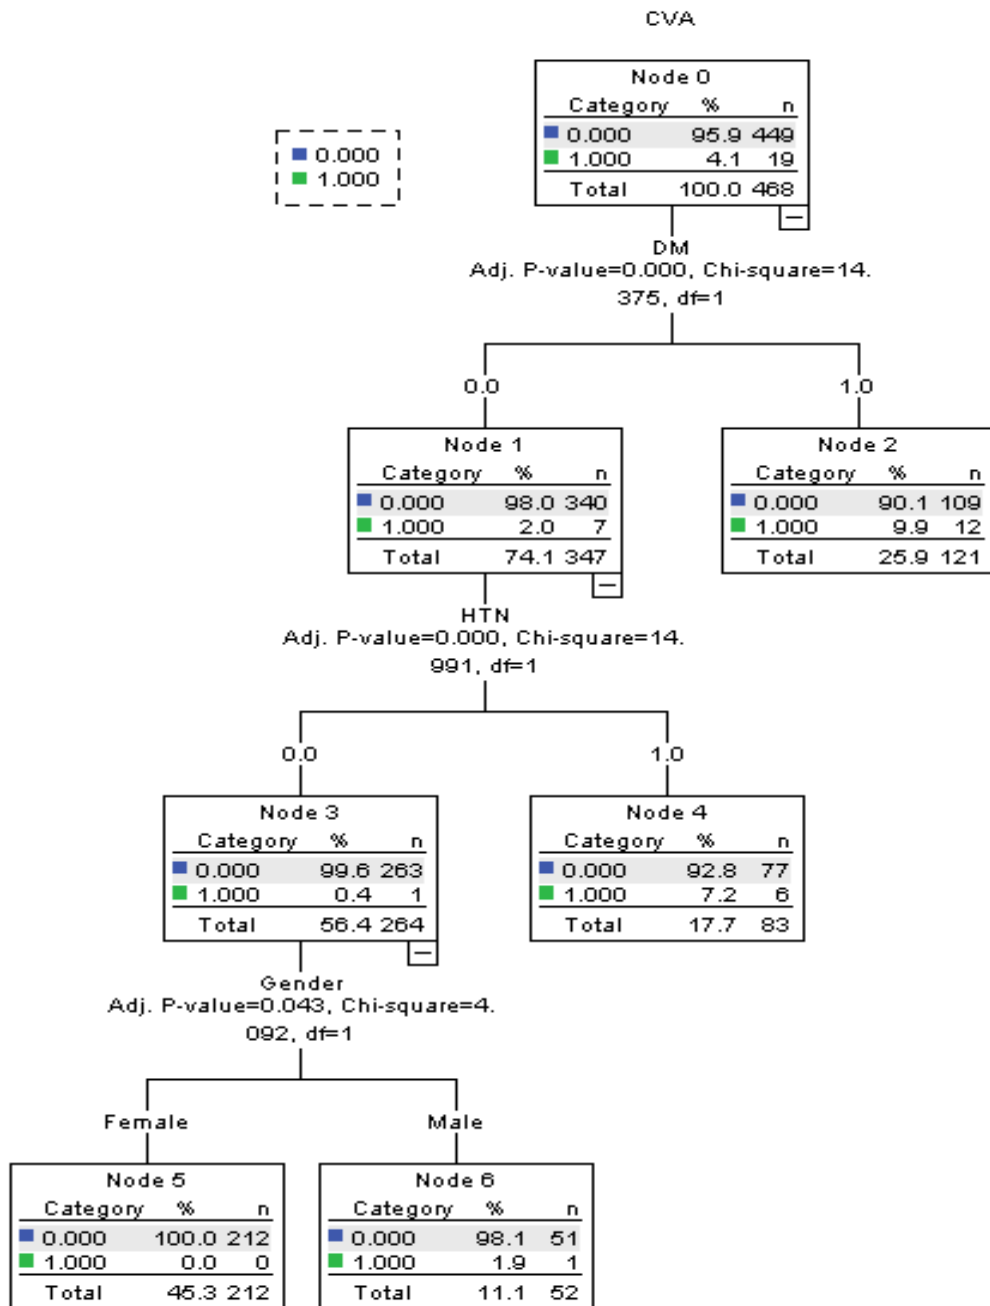 CVA
0.000
1.000
Node 0
Category % n
0.000 95.9 449
1.000 4.1 19
Total 100.0 468
DM
Adj. P-value=0.000, Chi-square=14.
375, df=1
0.0
1.0
Node 1
Category % n
0.000 98.0 340
1.000 2.0 7
Total 74.1 347
Node 2
Category % n
0.000 90.1 109
1.000 9.9 12
Total 25.9 121
HTN
Adj. P-value=0.000, Chi-square=14.
991, df=1
0.0
1.0
Node 3
Category % n
0.000 99.6 263
1.000 0.4 1
Total 56.4 264
Node 4
Category % n
0.000 92.8 77
1.000 7.2 6
Total 17.7 83
Gender
Adj. P-value=0.043, Chi-square=4.
092, df=1
Female
Male
Node 5
Category % n
0.000 100.0 212
1.000 0.0 0
Total 45.3 212
Node 6
Category % n
0.000 98.1 51
1.000 1.9 1
Total 11.1 52